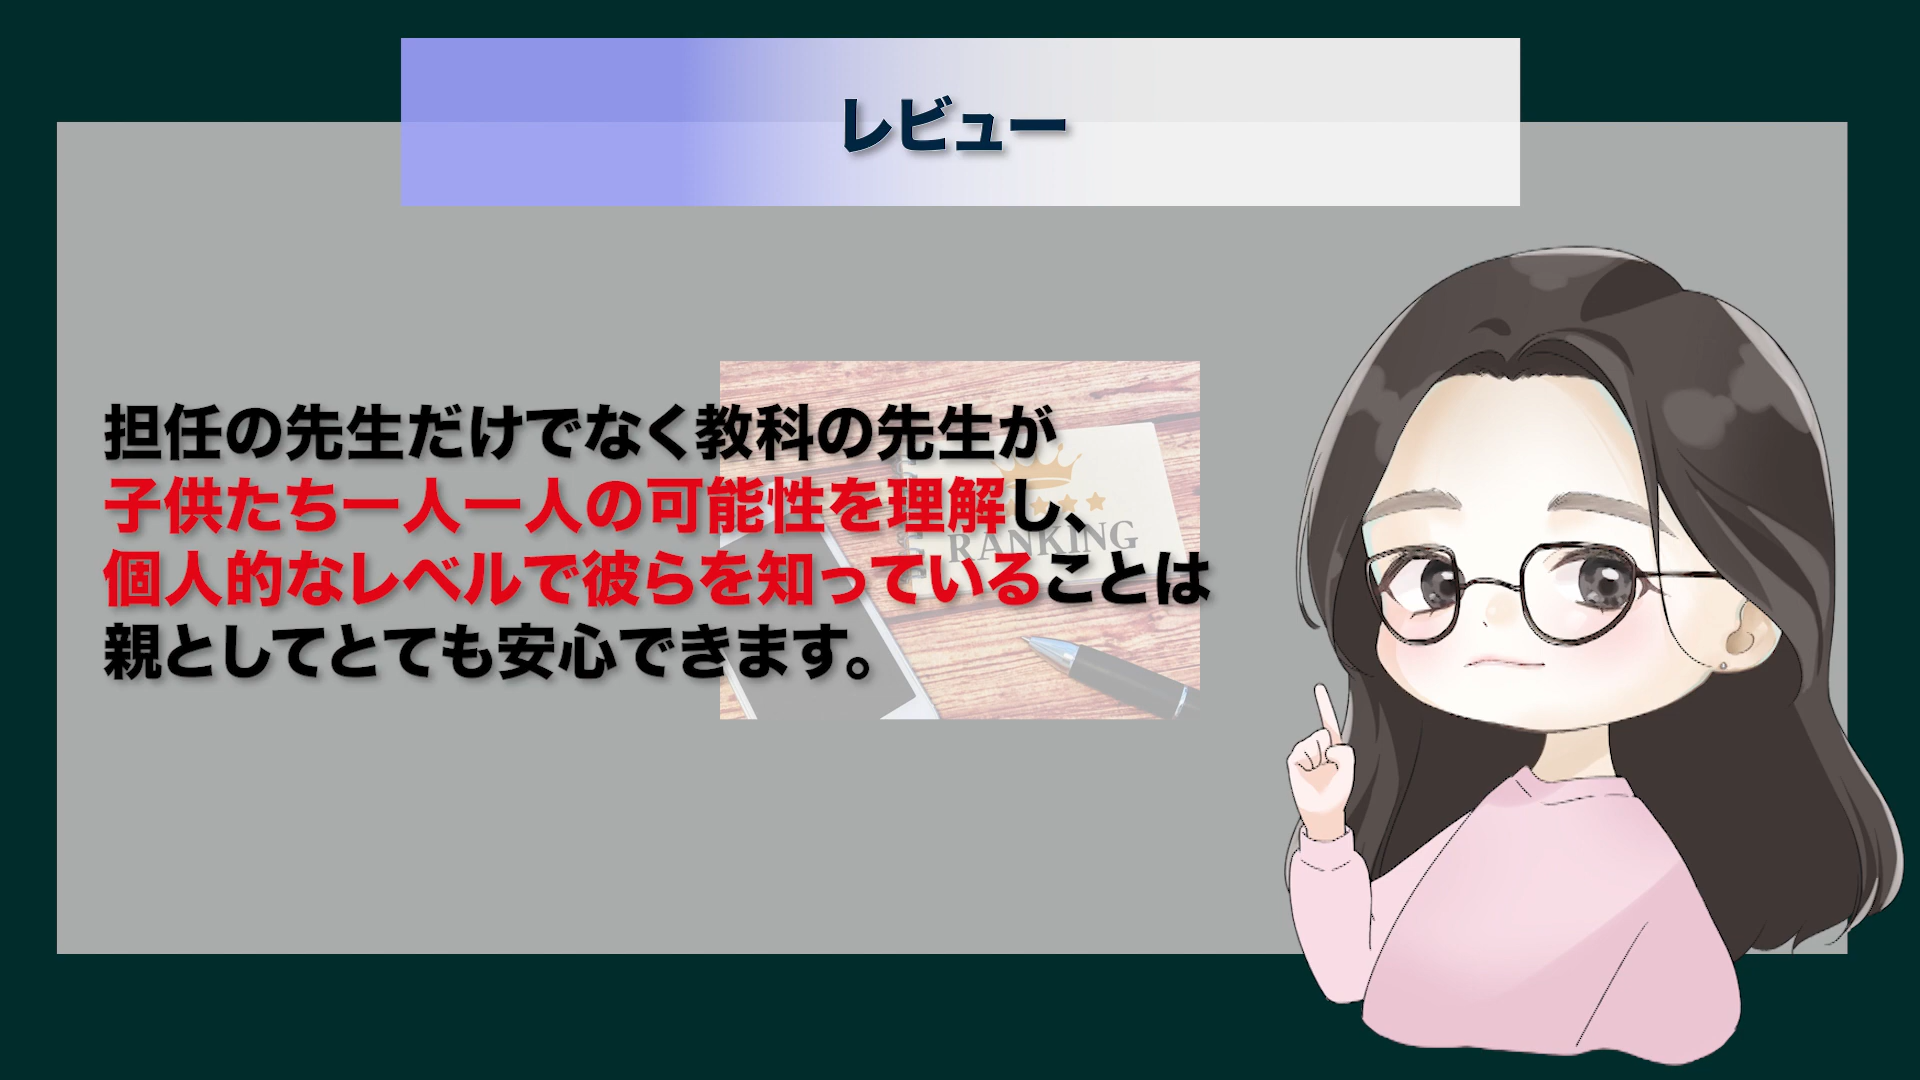 レビュー
担任の先生だけでなく教科の先生が
子供たち一人一人の可能性を理解し、
個人的なレベルで彼らを知っていることは
親としてとても安心できます。
RANKING